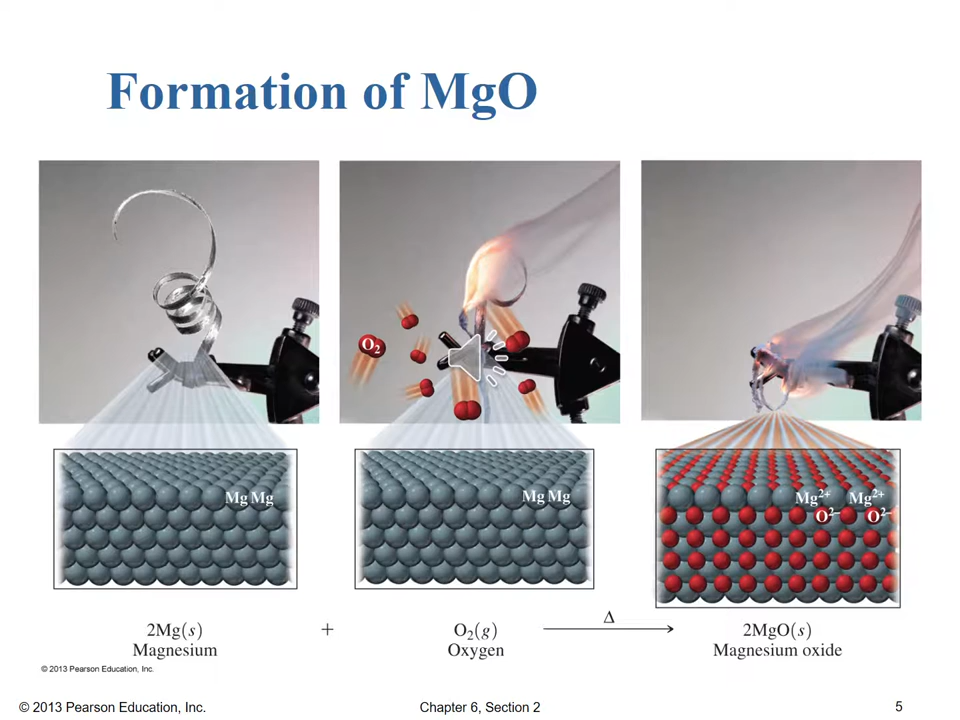 Formation of MgO
O₂
Mg Mg
Mg Mg
Mg²⁺ Mg²⁺
O²⁻ O²⁻
2Mg(s) + O₂(g) Δ 2MgO(s)
Magnesium Oxygen Magnesium oxide
© 2013 Pearson Education, Inc.
© 2013 Pearson Education, Inc. Chapter 6, Section 2 5